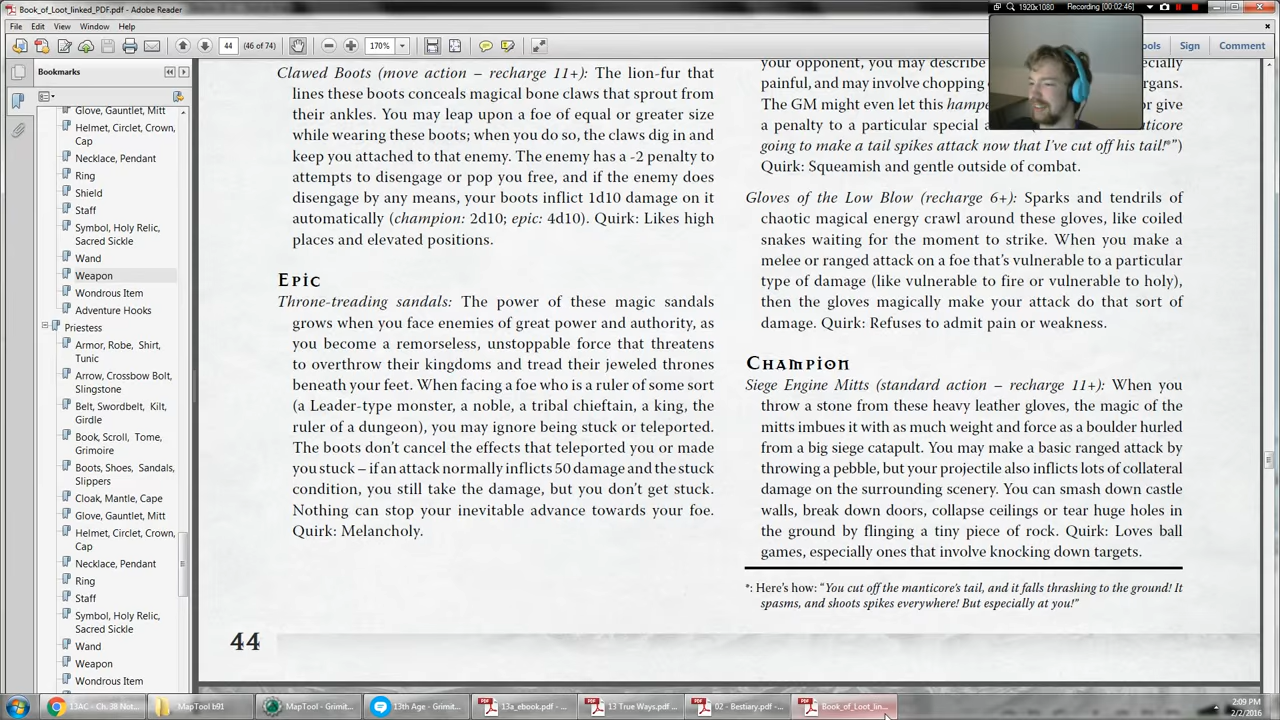 Book_of_Loot_linked_PDF.pdf - Adobe Reader
1920x1080
Recording [00:02:46]
File Edit View Window Help
44 (46 of 74)
170%
Tools Sign Comment
Bookmarks
Glove, Gauntlet, Mitt
Helmet, Circlet, Crown,
Cap
Necklace, Pendant
Ring
Shield
Staff
Symbol, Holy Relic,
Sacred Sickle
Wand
Weapon
Wondrous Item
Adventure Hooks
Priestess
Armor, Robe, Shirt,
Tunic
Arrow, Crossbow Bolt,
Slingstone
Belt, Swordbelt, Kilt,
Girdle
Book, Scroll, Tome,
Grimoire
Boots, Shoes, Sandals,
Slippers
Cloak, Mantle, Cape
Glove, Gauntlet, Mitt
Helmet, Circlet, Crown,
Cap
Necklace, Pendant
Ring
Staff
Symbol, Holy Relic,
Sacred Sickle
Wand
Weapon
Wondrous Item
Clawed Boots (move action – recharge 11+): The lion-fur that
lines these boots conceals magical bone claws that sprout from
their ankles. You may leap upon a foe of equal or greater size
while wearing these boots; when you do so, the claws dig in and
keep you attached to that enemy. The enemy has a -2 penalty to
attempts to disengage or pop you free, and if the enemy does
disengage by any means, your boots inflict 1d10 damage on it
automatically (champion: 2d10; epic: 4d10). Quirk: Likes high
places and elevated positions.
Epic
Throne-treading sandals: The power of these magic sandals
grows when you face enemies of great power and authority, as
you become a remorseless, unstoppable force that threatens
to overthrow their kingdoms and tread their jeweled thrones
beneath your feet. When facing a foe who is a ruler of some sort
(a Leader-type monster, a noble, a tribal chieftain, a king, the
ruler of a dungeon), you may ignore being stuck or teleported.
The boots don't cancel the effects that teleported you or made
you stuck – if an attack normally inflicts 50 damage and the stuck
condition, you still take the damage, but you don't get stuck.
Nothing can stop your inevitable advance towards your foe.
Quirk: Melancholy.
44
your opponent, you may describe
painful, and may involve chopping
The GM might even let this
a penalty to a particular special
going to make a tail spikes attack now that I've cut off his tail!*")
Quirk: Squeamish and gentle outside of combat.
Gloves of the Low Blow (recharge 6+): Sparks and tendrils of
chaotic magical energy crawl around these gloves, like coiled
snakes waiting for the moment to strike. When you make a
melee or ranged attack on a foe that's vulnerable to a particular
type of damage (like vulnerable to fire or vulnerable to holy),
then the gloves magically make your attack do that sort of
damage. Quirk: Refuses to admit pain or weakness.
Champion
Siege Engine Mitts (standard action – recharge 11+): When you
throw a stone from these heavy leather gloves, the magic of the
mitts imbues it with as much weight and force as a boulder hurled
from a big siege catapult. You may make a basic ranged attack by
throwing a pebble, but your projectile also inflicts lots of collateral
damage on the surrounding scenery. You can smash down castle
walls, break down doors, collapse ceilings or tear huge holes in
the ground by flinging a tiny piece of rock. Quirk: Loves ball
games, especially ones that involve knocking down targets.
*: Here's how: "You cut off the manticore's tail, and it falls thrashing to the ground! It
spasms, and shoots spikes everywhere! But especially at you!"
13AC - Ch.38 Not...
MapTool b91
MapTool - Grimit...
13th Age - Grimit...
13a_ebook.pdf - ...
13 True Ways.pdf ...
02 - Bestiary.pdf -...
Book_of_Loot_lin...
2:09 PM
2/2/2016